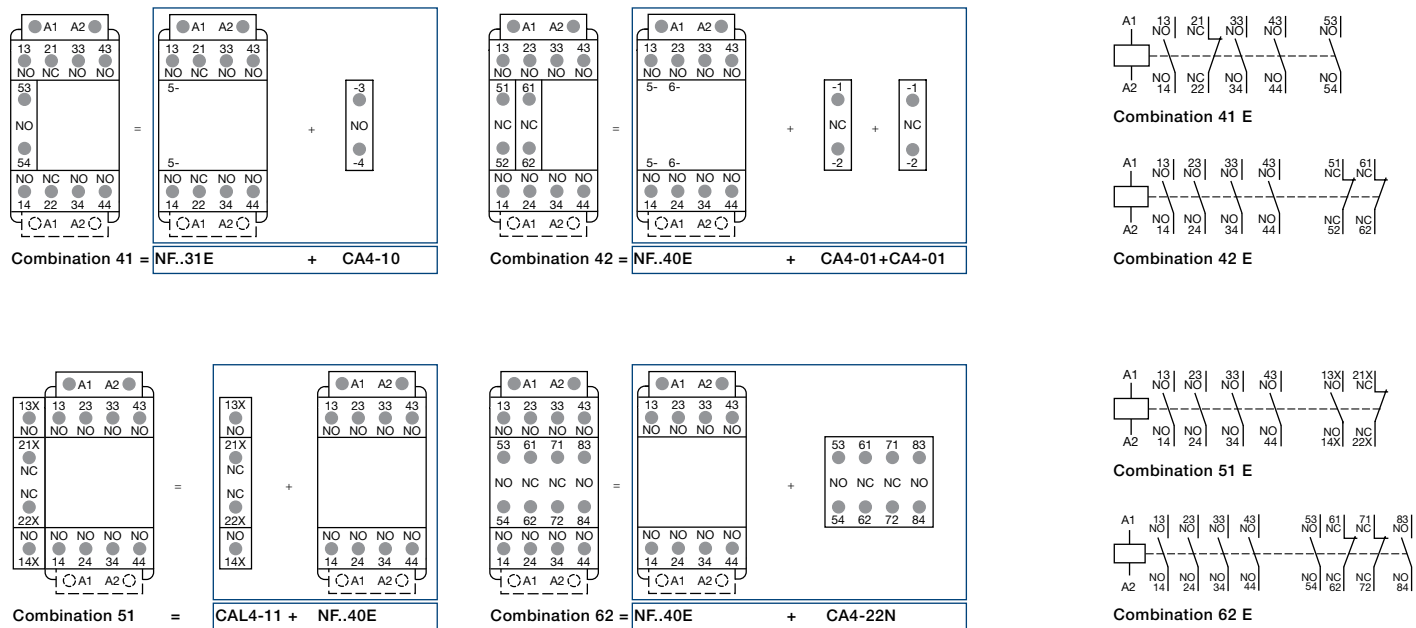 A1 A2
13 21 33 43
NO NC NO NO
53
NO
54
NO NC NO NO
14 22 34 44
A1 A2
=
A1 A2
13 21 33 43
NO NC NO NO
5-
5-
NO NC NO NO
14 22 34 44
A1 A2
+
-3
NO
-4
Combination 41 = NF..31E + CA4-10
A1 A2
13 23 33 43
NO NO NO NO
51 61
NC NC
52 62
NO NO NO NO
14 24 34 44
A1 A2
=
A1 A2
13 23 33 43
NO NO NO NO
5- 6-
5- 6-
NO NO NO NO
14 24 34 44
A1 A2
+
-1
NC
-2
+
-1
NC
-2
Combination 42 = NF..40E + CA4-01+CA4-01
A1 13 21 33 43 53
NO NC NO NO NO
NO NC NO NO NO
A2 14 22 34 44 54
Combination 41 E
A1 13 23 33 43 51 61
NO NO NO NO NC NC
NO NO NO NO NC NC
A2 14 24 34 44 52 62
Combination 42 E
A1 A2
13X 13 23 33 43
NO NO NO NO NO
21X
NC
NC
22X
NO NO NO NO NO
14X 14 24 34 44
A1 A2
=
13X
NO
21X
NC
NC
22X
NO
14X
+
A1 A2
13 23 33 43
NO NO NO NO
NO NO NO NO
14 24 34 44
A1 A2
Combination 51 = CAL4-11 + NF..40E
A1 A2
13 23 33 43
NO NO NO NO
53 61 71 83
NO NC NC NO
54 62 72 84
NO NO NO NO
14 24 34 44
A1 A2
=
A1 A2
13 23 33 43
NO NO NO NO
NO NO NO NO
14 24 34 44
A1 A2
+
53 61 71 83
NO NC NC NO
54 62 72 84
Combination 62 = NF..40E + CA4-22N
A1 13 23 33 43 13X 21X
NO NO NO NO NO NC
NO NO NO NO NO NC
A2 14 24 34 44 14X 22X
Combination 51 E
A1 13 23 33 43 53 61 71 83
NO NO NO NO NO NC NC NO
NO NO NO NO NO NC NC NO
A2 14 24 34 44 54 62 72 84
Combination 62 E